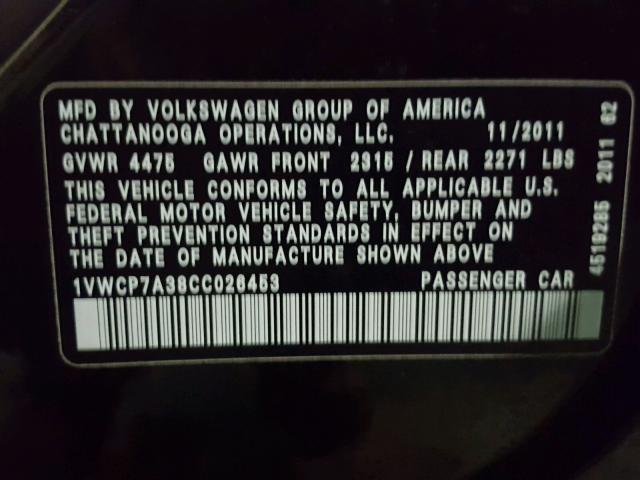 MFD BY VOLKSWAGEN GROUP OF AMERICA
CHATTANOOGA OPERATIONS, LLC. 11/2011
GVWR 4475 GAWR FRONT 2315 / REAR 2271 LBS
THIS VEHICLE CONFORMS TO ALL APPLICABLE U.S.
FEDERAL MOTOR VEHICLE SAFETY, BUMPER AND
THEFT PREVENTION STANDARDS IN EFFECT ON
THE DATE OF MANUFACTURE SHOWN ABOVE
1VWCP7A38CC026453 PASSENGER CAR
4519285 2011 62